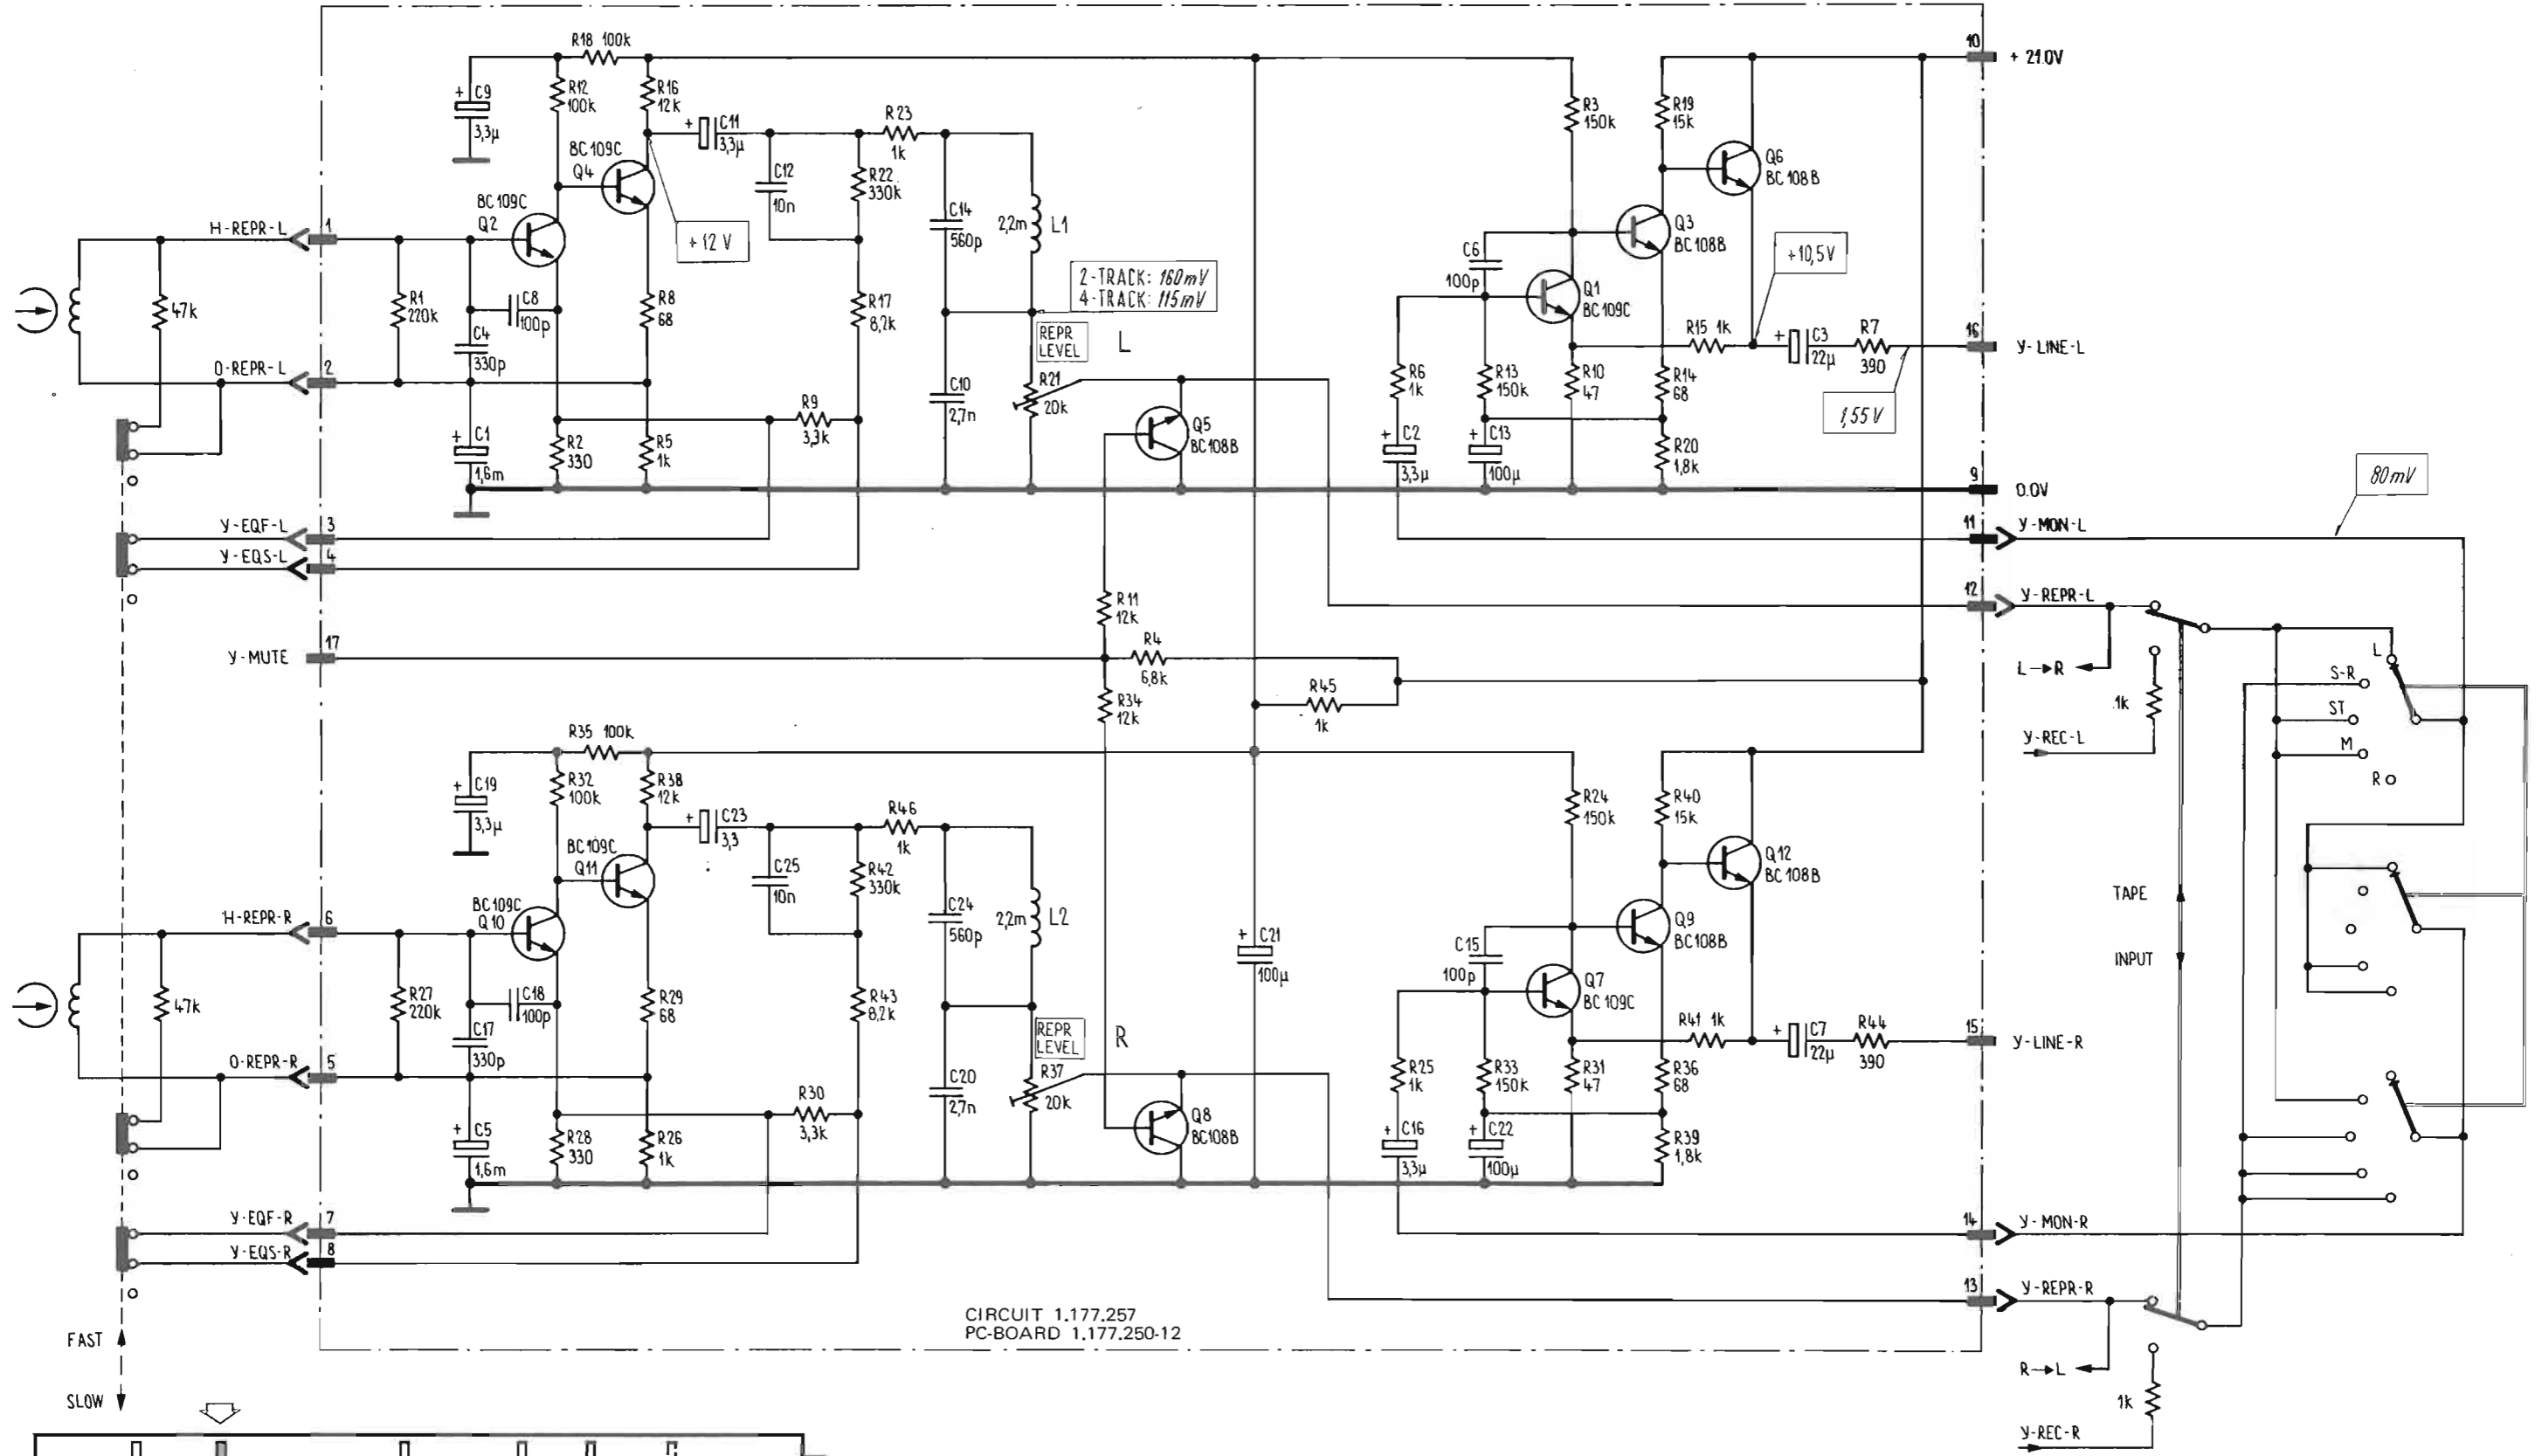 R18 100k
10
+ 21.0V
+ C9
3,3µ
R12
100k
R16
12k
+ C11
3,3µ
R23
1k
R3
150k
R19
15k
BC109C
Q4
C12
10n
R22
330k
Q6
BC108B
BC109C
Q2
H-REPR-L
1
+12 V
C14
560p
2,2m
L1
Q3
BC108B
C6
100p
+10,5V
2-TRACK: 160mV
4-TRACK: 115mV
Q1
BC109C
47k
R1
220k
C8
100p
C4
330p
R8
68
R17
8,2k
REPR
LEVEL
L
R15 1k
+ C3
22µ
R7
390
16
Y-LINE-L
O-REPR-L
2
C10
2,7n
R21
20k
R6
1k
R13
150k
R10
47
R14
68
1,55V
R9
3,3k
Q5
BC108B
+ C1
1,6m
R2
330
R5
1k
+ C2
3,3µ
+ C13
100µ
R20
1,8k
9
0.0V
80mV
Y-EQF-L
3
Y-EQS-L
4
11
Y-MON-L
R11
12k
12
Y-REPR-L
Y-MUTE
17
R4
6,8k
R45
1k
R34
12k
L→R
1k
Y-REC-L
L
S-R
ST
M
R
R35 100k
+ C19
3,3µ
R32
100k
R38
12k
+ C23
3,3
R46
1k
R24
150k
R40
15k
BC109C
Q11
C25
10n
R42
330k
Q12
BC108B
TAPE
INPUT
H-REPR-R
6
BC109C
Q10
C24
560p
2,2m
L2
+ C21
100µ
Q9
BC108B
C15
100p
Q7
BC109C
47k
R27
220k
C18
100p
C17
330p
R29
68
R43
8,2k
REPR
LEVEL
R
R41 1k
+ C7
22µ
R44
390
15
Y-LINE-R
O-REPR-R
5
C20
2,7n
R37
20k
R25
1k
R33
150k
R31
47
R36
68
R30
3,3k
Q8
BC108B
+ C5
1,6m
R28
330
R26
1k
+ C16
3,3µ
+ C22
100µ
R39
1,8k
Y-EQF-R
7
Y-EQS-R
8
14
Y-MON-R
13
Y-REPR-R
CIRCUIT 1.177.257
PC-BOARD 1.177.250-12
FAST
SLOW
R→L
1k
Y-REC-R